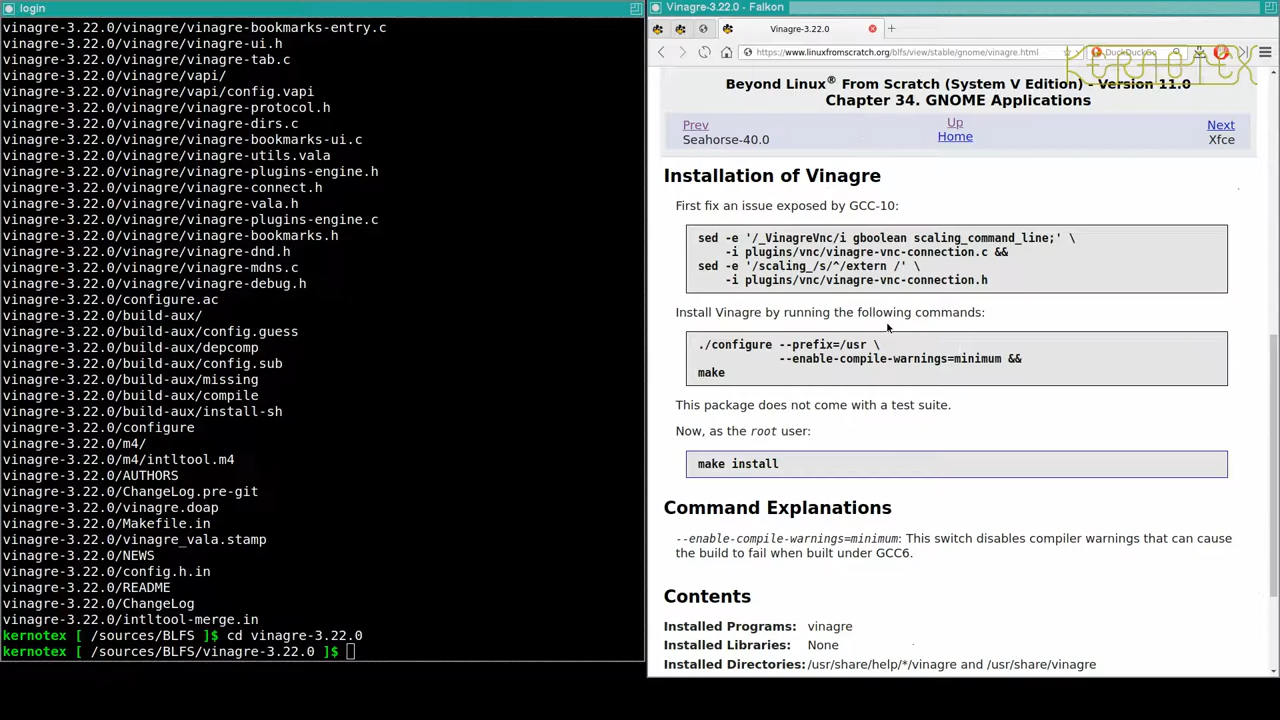 login
vinagre-3.22.0/vinagre/vinagre-bookmarks-entry.c
vinagre-3.22.0/vinagre/vinagre-ui.h
vinagre-3.22.0/vinagre/vinagre-tab.c
vinagre-3.22.0/vinagre/vapi/
vinagre-3.22.0/vinagre/vapi/config.vapi
vinagre-3.22.0/vinagre/vinagre-protocol.h
vinagre-3.22.0/vinagre/vinagre-dirs.c
vinagre-3.22.0/vinagre/vinagre-bookmarks-ui.c
vinagre-3.22.0/vinagre/vinagre-utils.vala
vinagre-3.22.0/vinagre/vinagre-plugins-engine.h
vinagre-3.22.0/vinagre/vinagre-connect.h
vinagre-3.22.0/vinagre/vinagre-vala.h
vinagre-3.22.0/vinagre/vinagre-plugins-engine.c
vinagre-3.22.0/vinagre/vinagre-bookmarks.h
vinagre-3.22.0/vinagre/vinagre-dnd.h
vinagre-3.22.0/vinagre/vinagre-mdns.c
vinagre-3.22.0/vinagre/vinagre-debug.h
vinagre-3.22.0/configure.ac
vinagre-3.22.0/build-aux/
vinagre-3.22.0/build-aux/config.guess
vinagre-3.22.0/build-aux/depcomp
vinagre-3.22.0/build-aux/config.sub
vinagre-3.22.0/build-aux/missing
vinagre-3.22.0/build-aux/compile
vinagre-3.22.0/build-aux/install-sh
vinagre-3.22.0/configure
vinagre-3.22.0/m4/
vinagre-3.22.0/m4/intltool.m4
vinagre-3.22.0/AUTHORS
vinagre-3.22.0/ChangeLog.pre-git
vinagre-3.22.0/vinagre.doap
vinagre-3.22.0/Makefile.in
vinagre-3.22.0/vinagre_vala.stamp
vinagre-3.22.0/NEWS
vinagre-3.22.0/config.h.in
vinagre-3.22.0/README
vinagre-3.22.0/ChangeLog
vinagre-3.22.0/intltool-merge.in
kernotex [ /sources/BLFS ]$ cd vinagre-3.22.0
kernotex [ /sources/BLFS/vinagre-3.22.0 ]$
Vinagre-3.22.0 - Falkon
Vinagre-3.22.0
https://www.linuxfromscratch.org/blfs/view/stable/gnome/vinagre.html
DuckDuckGo
KERNOTEX
Beyond Linux® From Scratch (System V Edition) - Version 11.0
Chapter 34. GNOME Applications
Prev Up Next
Seahorse-40.0 Home Xfce
Installation of Vinagre
First fix an issue exposed by GCC-10:
sed -e '/_VinagreVnc/i gboolean scaling_command_line;' \
-i plugins/vnc/vinagre-vnc-connection.c &&
sed -e '/scaling_/s/^/extern /' \
-i plugins/vnc/vinagre-vnc-connection.h
Install Vinagre by running the following commands:
./configure --prefix=/usr \
--enable-compile-warnings=minimum &&
make
This package does not come with a test suite.
Now, as the root user:
make install
Command Explanations
--enable-compile-warnings=minimum: This switch disables compiler warnings that can cause
the build to fail when built under GCC6.
Contents
Installed Programs: vinagre
Installed Libraries: None
Installed Directories: /usr/share/help/*/vinagre and /usr/share/vinagre